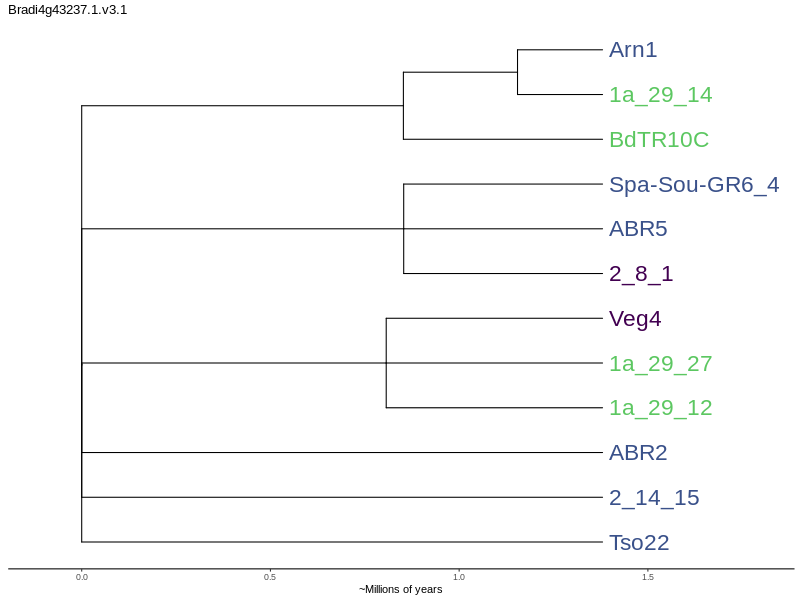 Bradi4g43237.1.v3.1
Arn1
1a_29_14
BdTR10C
Spa-Sou-GR6_4
ABR5
2_8_1
Veg4
1a_29_27
1a_29_12
ABR2
2_14_15
Tso22
0.0 0.5 1.0 1.5
~Millions of years